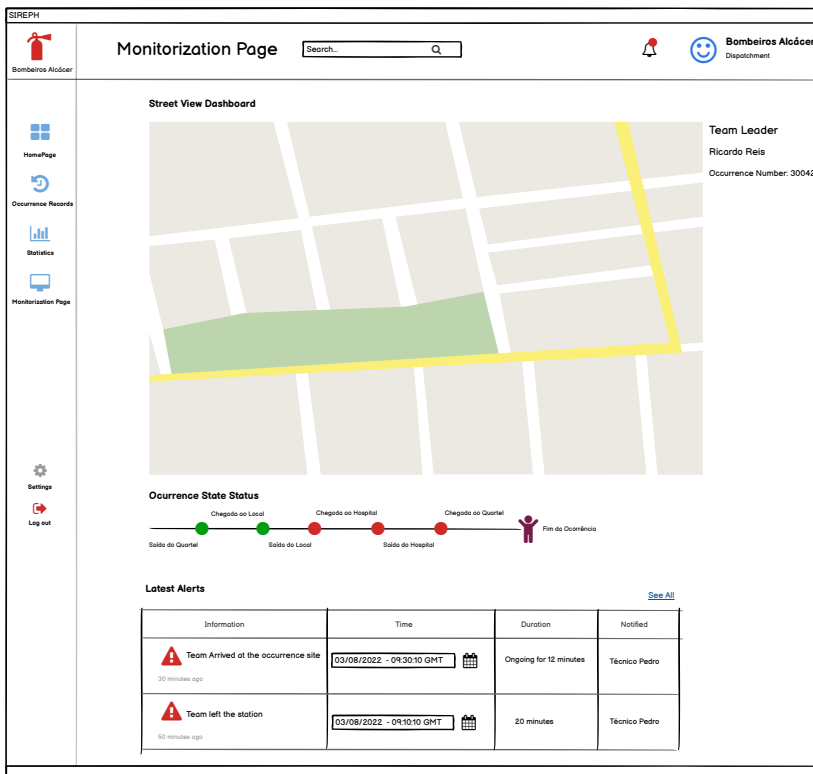 SIREPH
Bombeiros Alcácer
Monitorization Page
Search...
Bombeiros Alcácer
Dispatchment
HomePage
Occurrence Records
Statistics
Monitorization Page
Settings
Log out
Street View Dashboard
Team Leader
Ricardo Reis
Occurrence Number: 30042
Ocurrence State Status
Chegada ao Local
Chegada ao Hospital
Chegada ao Quartel
Fim da Ocorrência
Saída do Quartel
Saída do Local
Saída do Hospital
Latest Alerts
See All
Information Time Duration Notified
Team Arrived at the occurrence site
30 minutes ago
03/08/2022 - 09:30:10 GMT
Ongoing for 12 minutes
Técnico Pedro
Team left the station
50 minutes ago
03/08/2022 - 09:10:10 GMT
20 minutes
Técnico Pedro